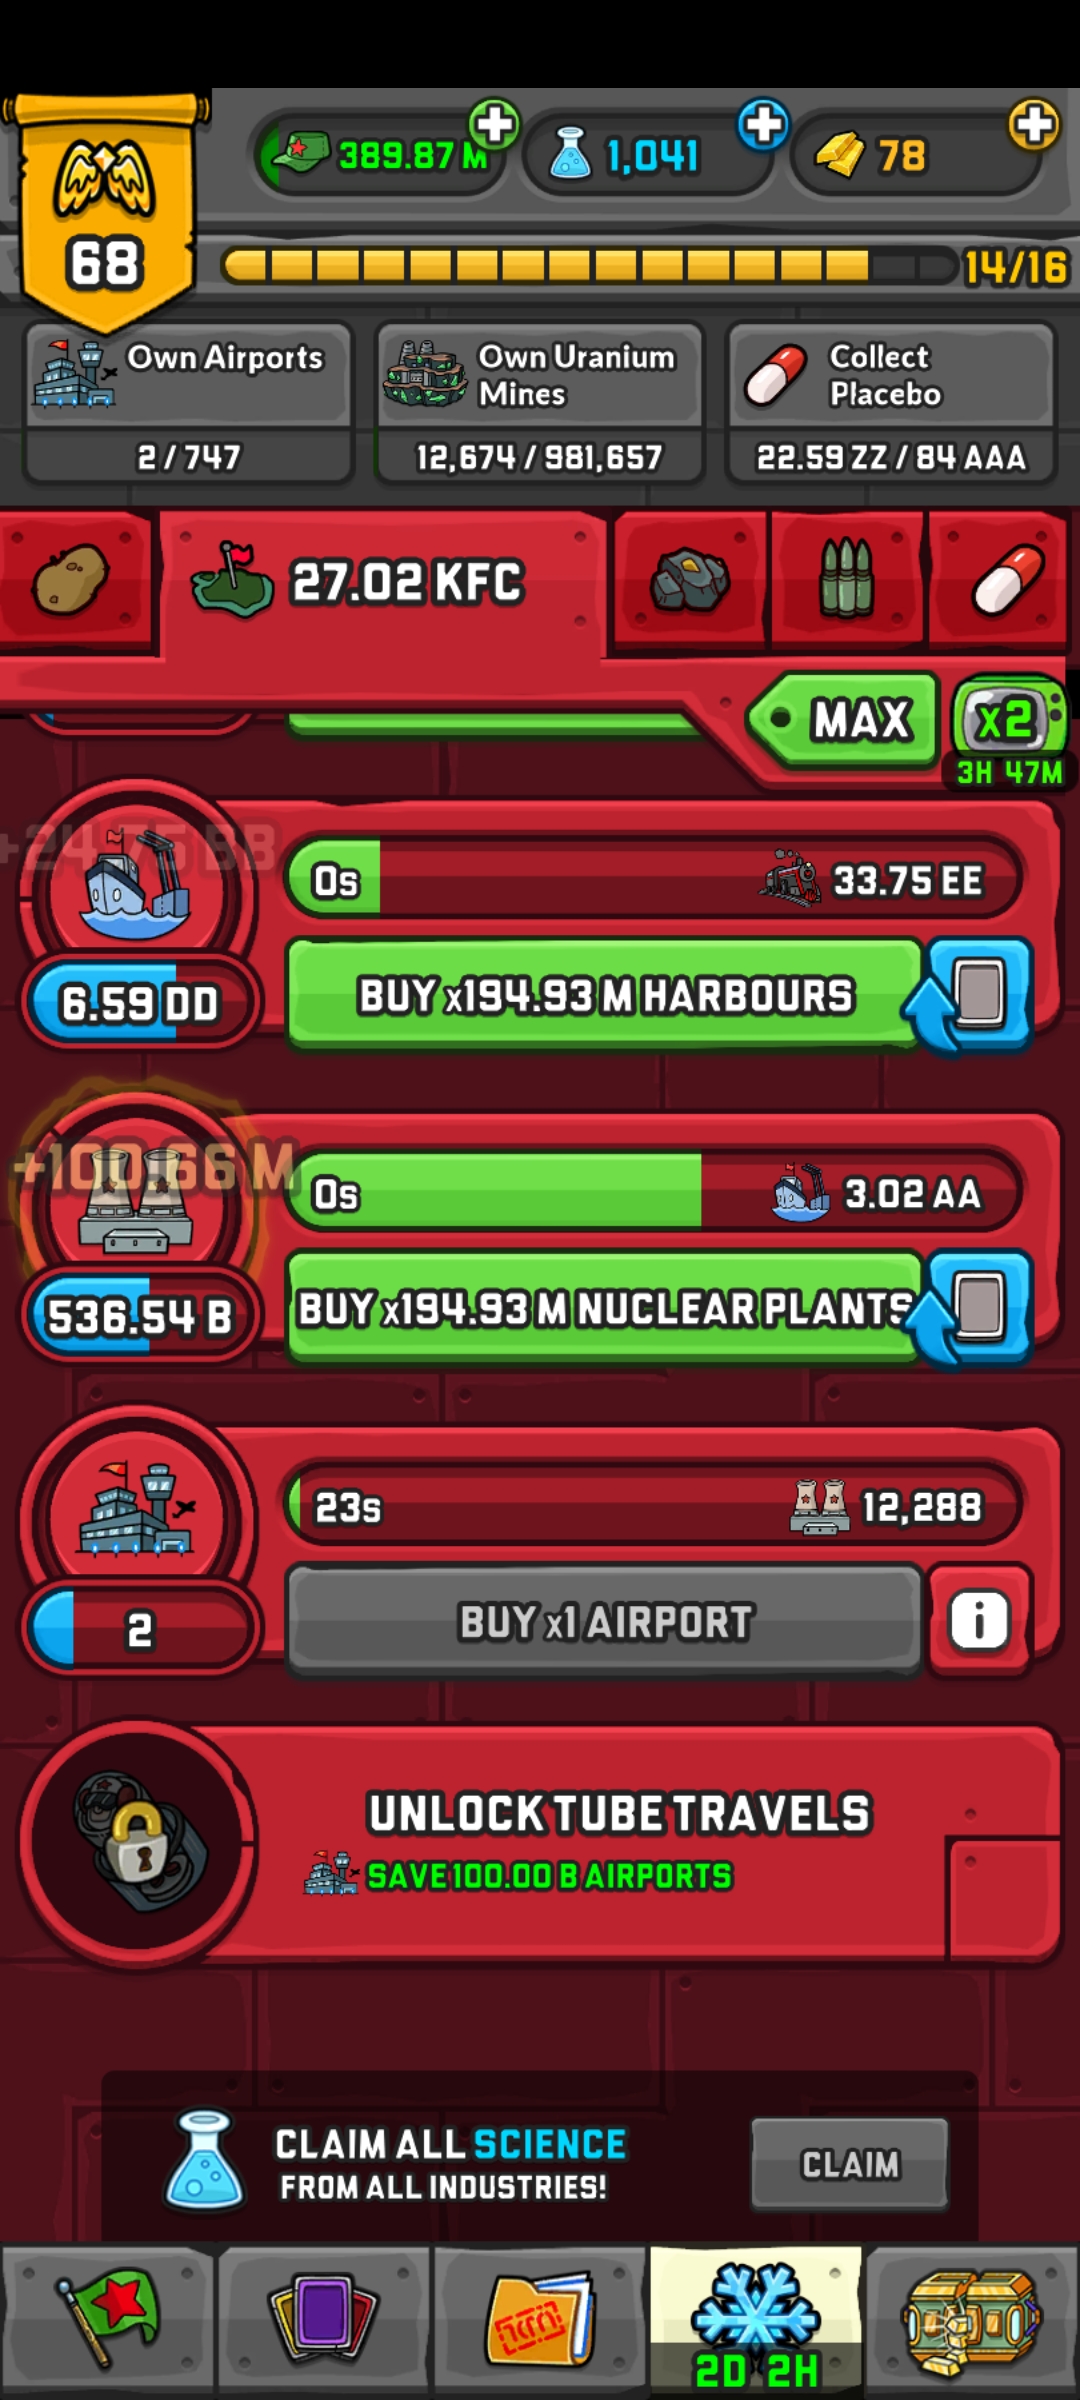 389.87 M
1,041
78
68
14/16
Own Airports
2 / 747
Own Uranium
Mines
12,674 / 981,657
Collect
Placebo
22.59 ZZ / 84 AAA
27.02 KFC
MAX
x2
3H 47M
+24.75 BB
0s
33.75 EE
6.59 DD
BUY x194.93 M HARBOURS
+100.66 M
0s
3.02 AA
536.54 B
BUY x194.93 M NUCLEAR PLANTS
23s
12,288
2
BUY x1 AIRPORT
i
UNLOCK TUBE TRAVELS
SAVE 100.00 B AIRPORTS
CLAIM ALL SCIENCE
FROM ALL INDUSTRIES!
CLAIM
2D 2H